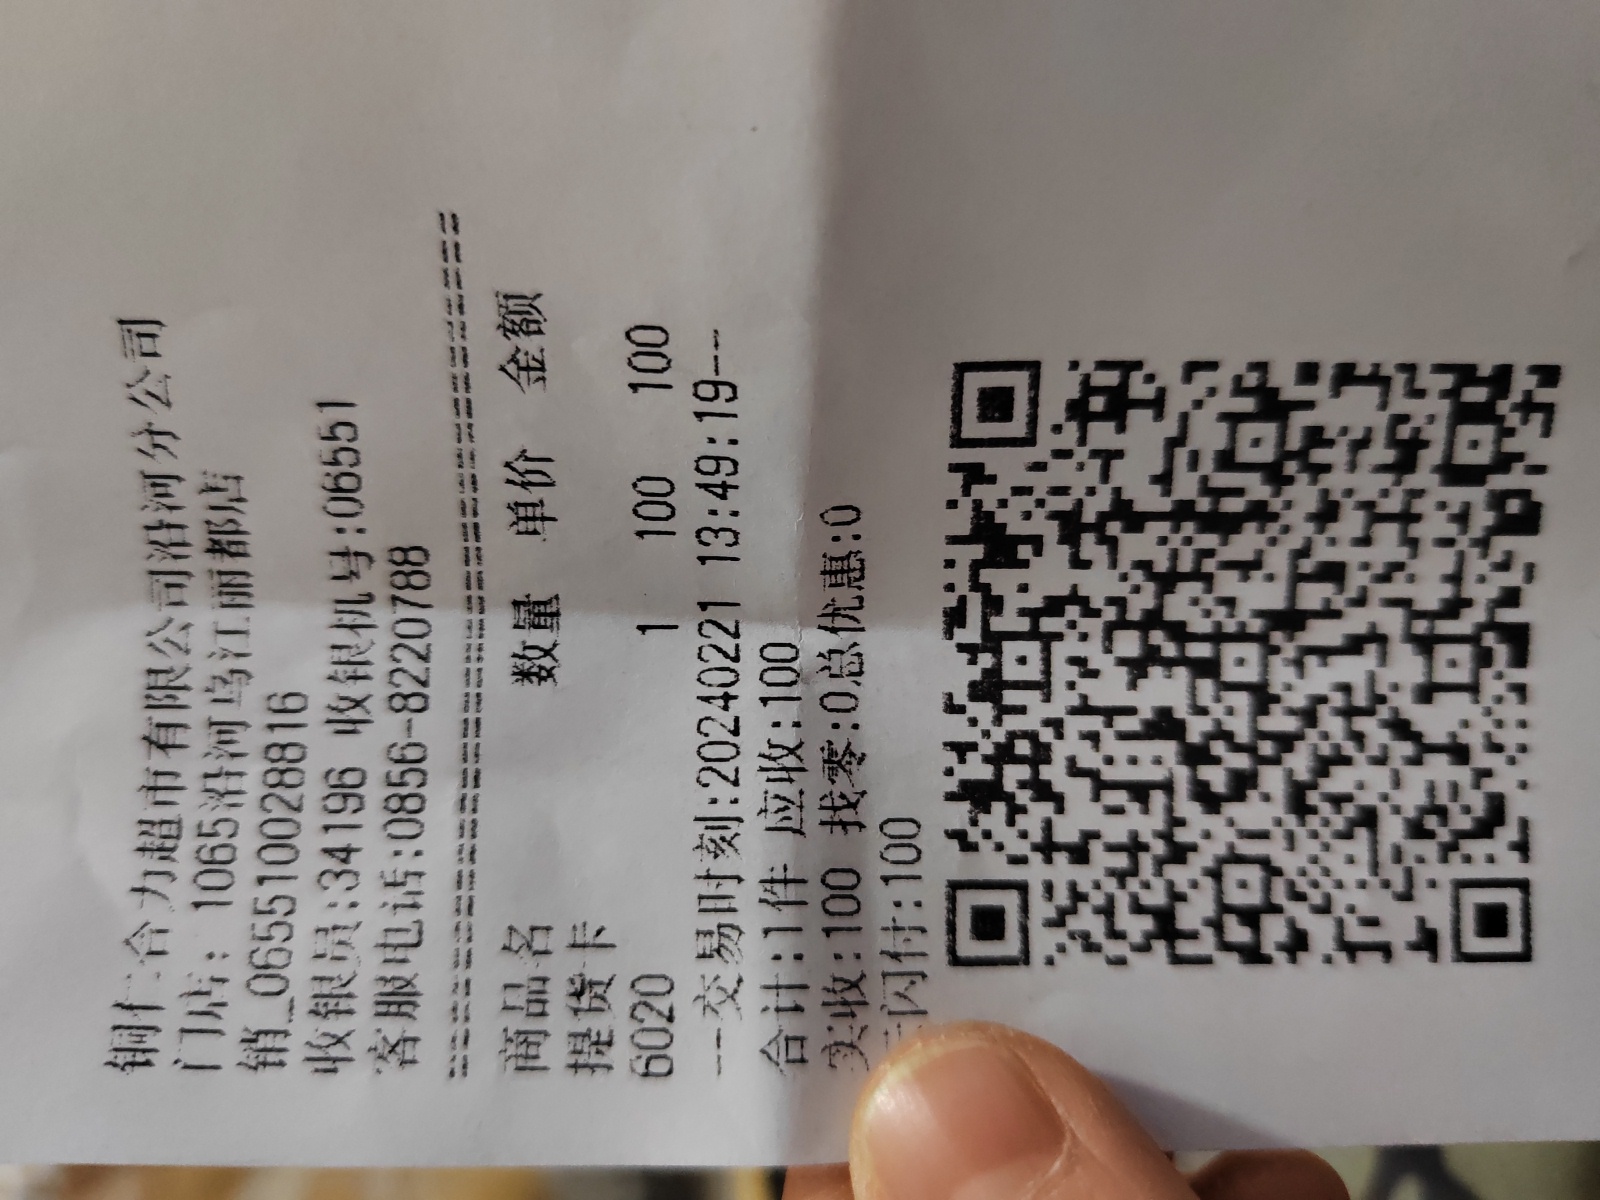 铜仁合力超市有限公司沿河分公司
门店: 1065沿河乌江丽都店
销_0655100028816
收银员:34196 收银机号:06551
客服电话:0856-8220788
商品名 数量 单价 金额
提货卡
6020 1 100 100
--交易时刻:20240221 13:49:19--
合计:1件 应收:100
实收:100 找零:0总优惠:0
闪付:100